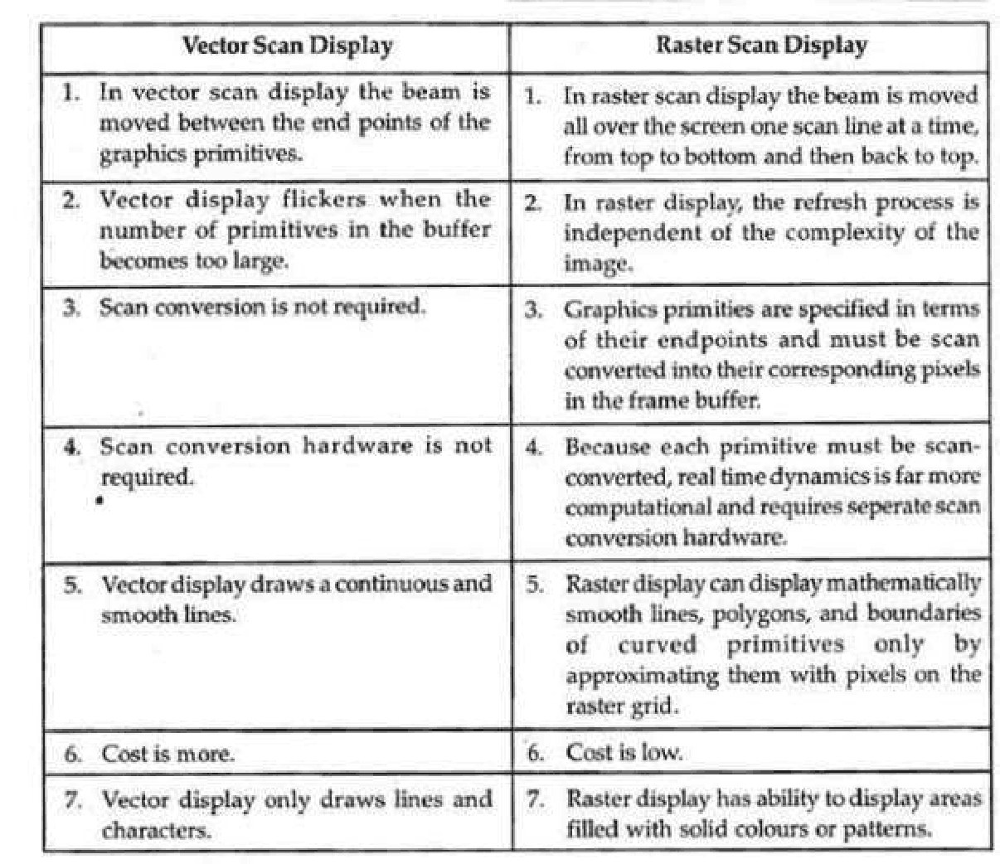 Vector Scan Display
Raster Scan Display
1. In vector scan display the beam is
moved between the end points of the
graphics primitives.
1. In raster scan display the beam is moved
all over the screen one scan line at a time,
from top to bottom and then back to top.
2. Vector display flickers when the
number of primitives in the buffer
becomes too large.
2. In raster display, the refresh process is
independent of the complexity of the
image.
3. Scan conversion is not required.
3. Graphics primities are specified in terms
of their endpoints and must be scan
converted into their corresponding pixels
in the frame buffer.
4. Scan conversion hardware is not
required.
4. Because each primitive must be scan-
converted, real time dynamics is far more
computational and requires seperate scan
conversion hardware.
5. Vector display draws a continuous and
smooth lines.
5. Raster display can display mathematically
smooth lines, polygons, and boundaries
of curved primitives only by
approximating them with pixels on the
raster grid.
6. Cost is more.
6. Cost is low.
7. Vector display only draws lines and
characters.
7. Raster display has ability to display areas
filled with solid colours or patterns.